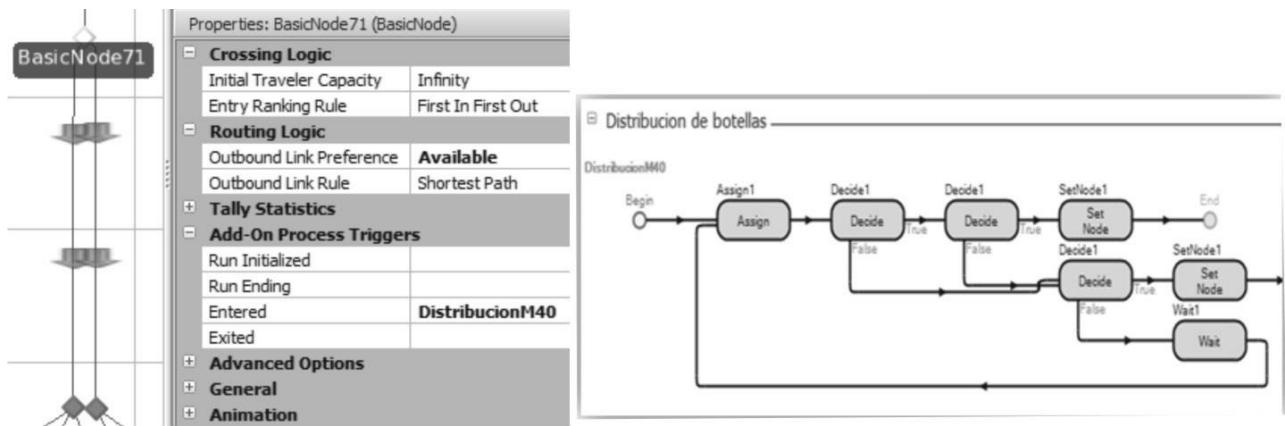 BasicNode71
Properties: BasicNode71 (BasicNode)
Crossing Logic
Initial Traveler Capacity Infinity
Entry Ranking Rule First In First Out
Routing Logic
Outbound Link Preference Available
Outbound Link Rule Shortest Path
Tally Statistics
Add-On Process Triggers
Run Initialized
Run Ending
Entered DistribucionM40
Exited
Advanced Options
General
Animation
Distribucion de botellas
DistribucionM40
Begin
Assign1
Assign
Decide1
Decide
True
False
Decide1
Decide
True
False
SetNode1
Set
Node
End
Decide1
Decide
True
False
SetNode1
Set
Node
Wait1
Wait